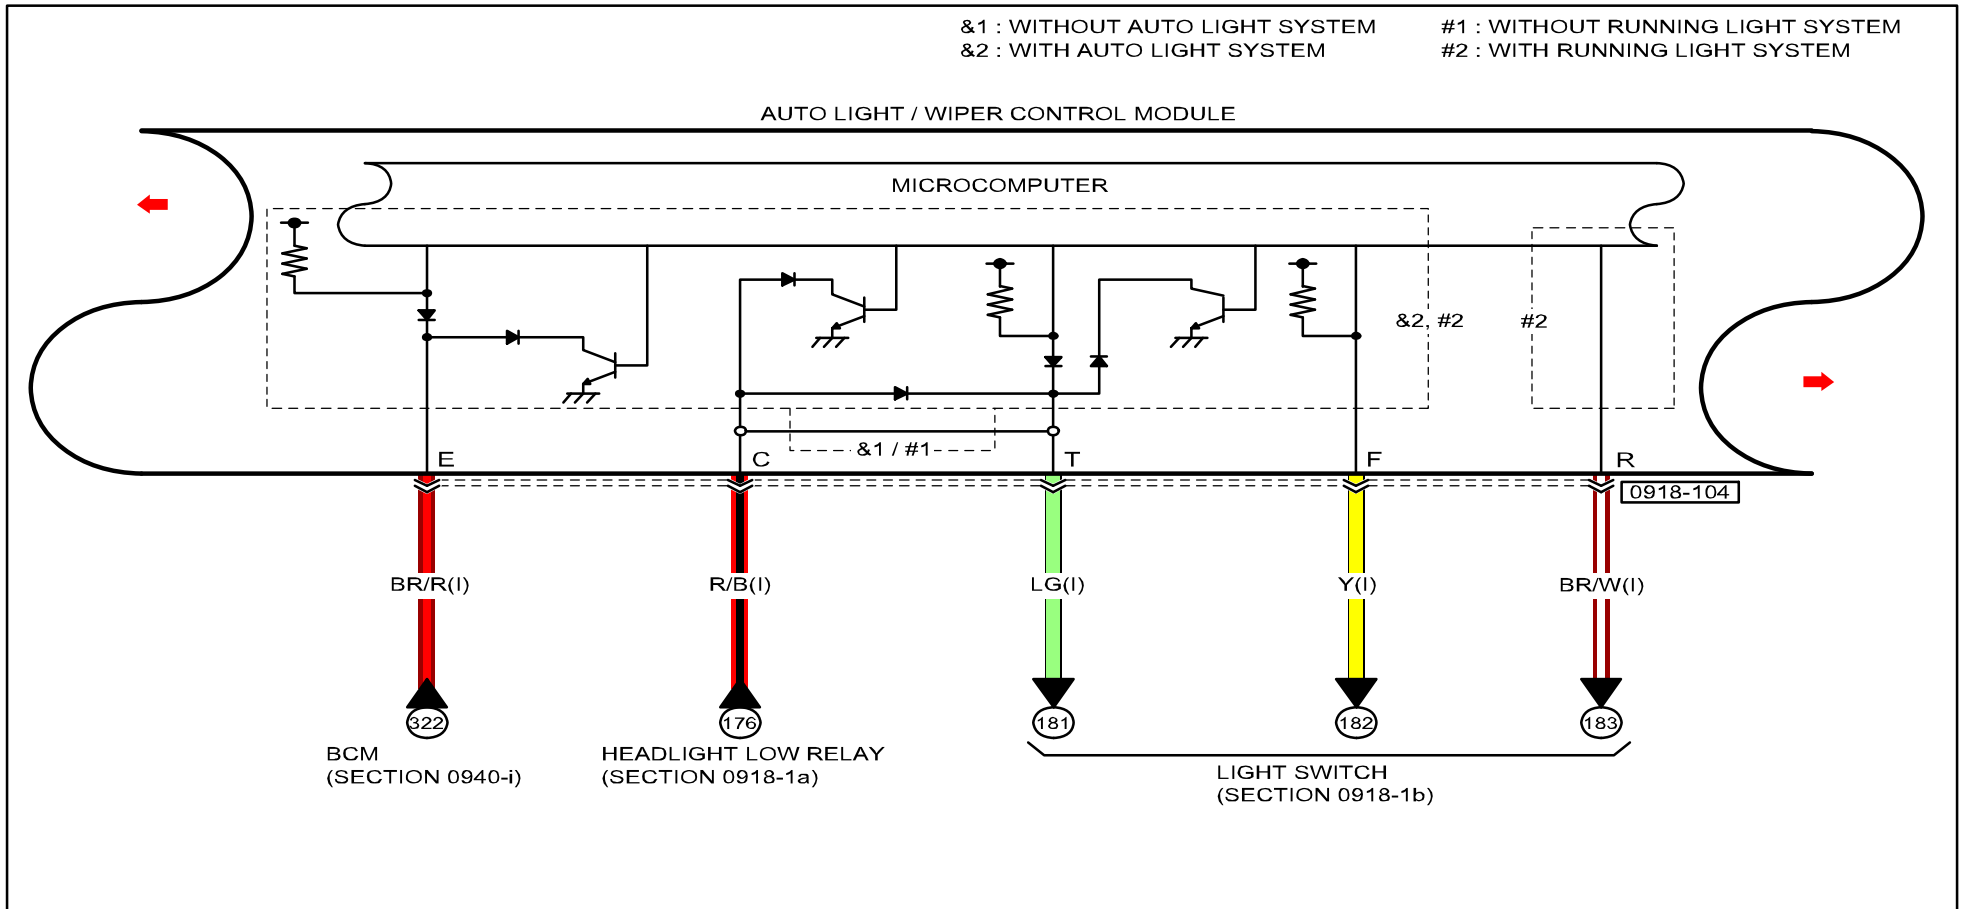 &1 : WITHOUT AUTO LIGHT SYSTEM
#1 : WITHOUT RUNNING LIGHT SYSTEM
&2 : WITH AUTO LIGHT SYSTEM
#2 : WITH RUNNING LIGHT SYSTEM
AUTO LIGHT / WIPER CONTROL MODULE
MICROCOMPUTER
&2, #2
#2
&1 / #1
E
C
T
F
R
0918-104
BR/R(I)
R/B(I)
LG(I)
Y(I)
BR/W(I)
322
176
181
182
183
BCM
(SECTION 0940-i)
HEADLIGHT LOW RELAY
(SECTION 0918-1a)
LIGHT SWITCH
(SECTION 0918-1b)